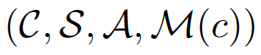 (𝒞, 𝒮, 𝒜, ℳ(c))